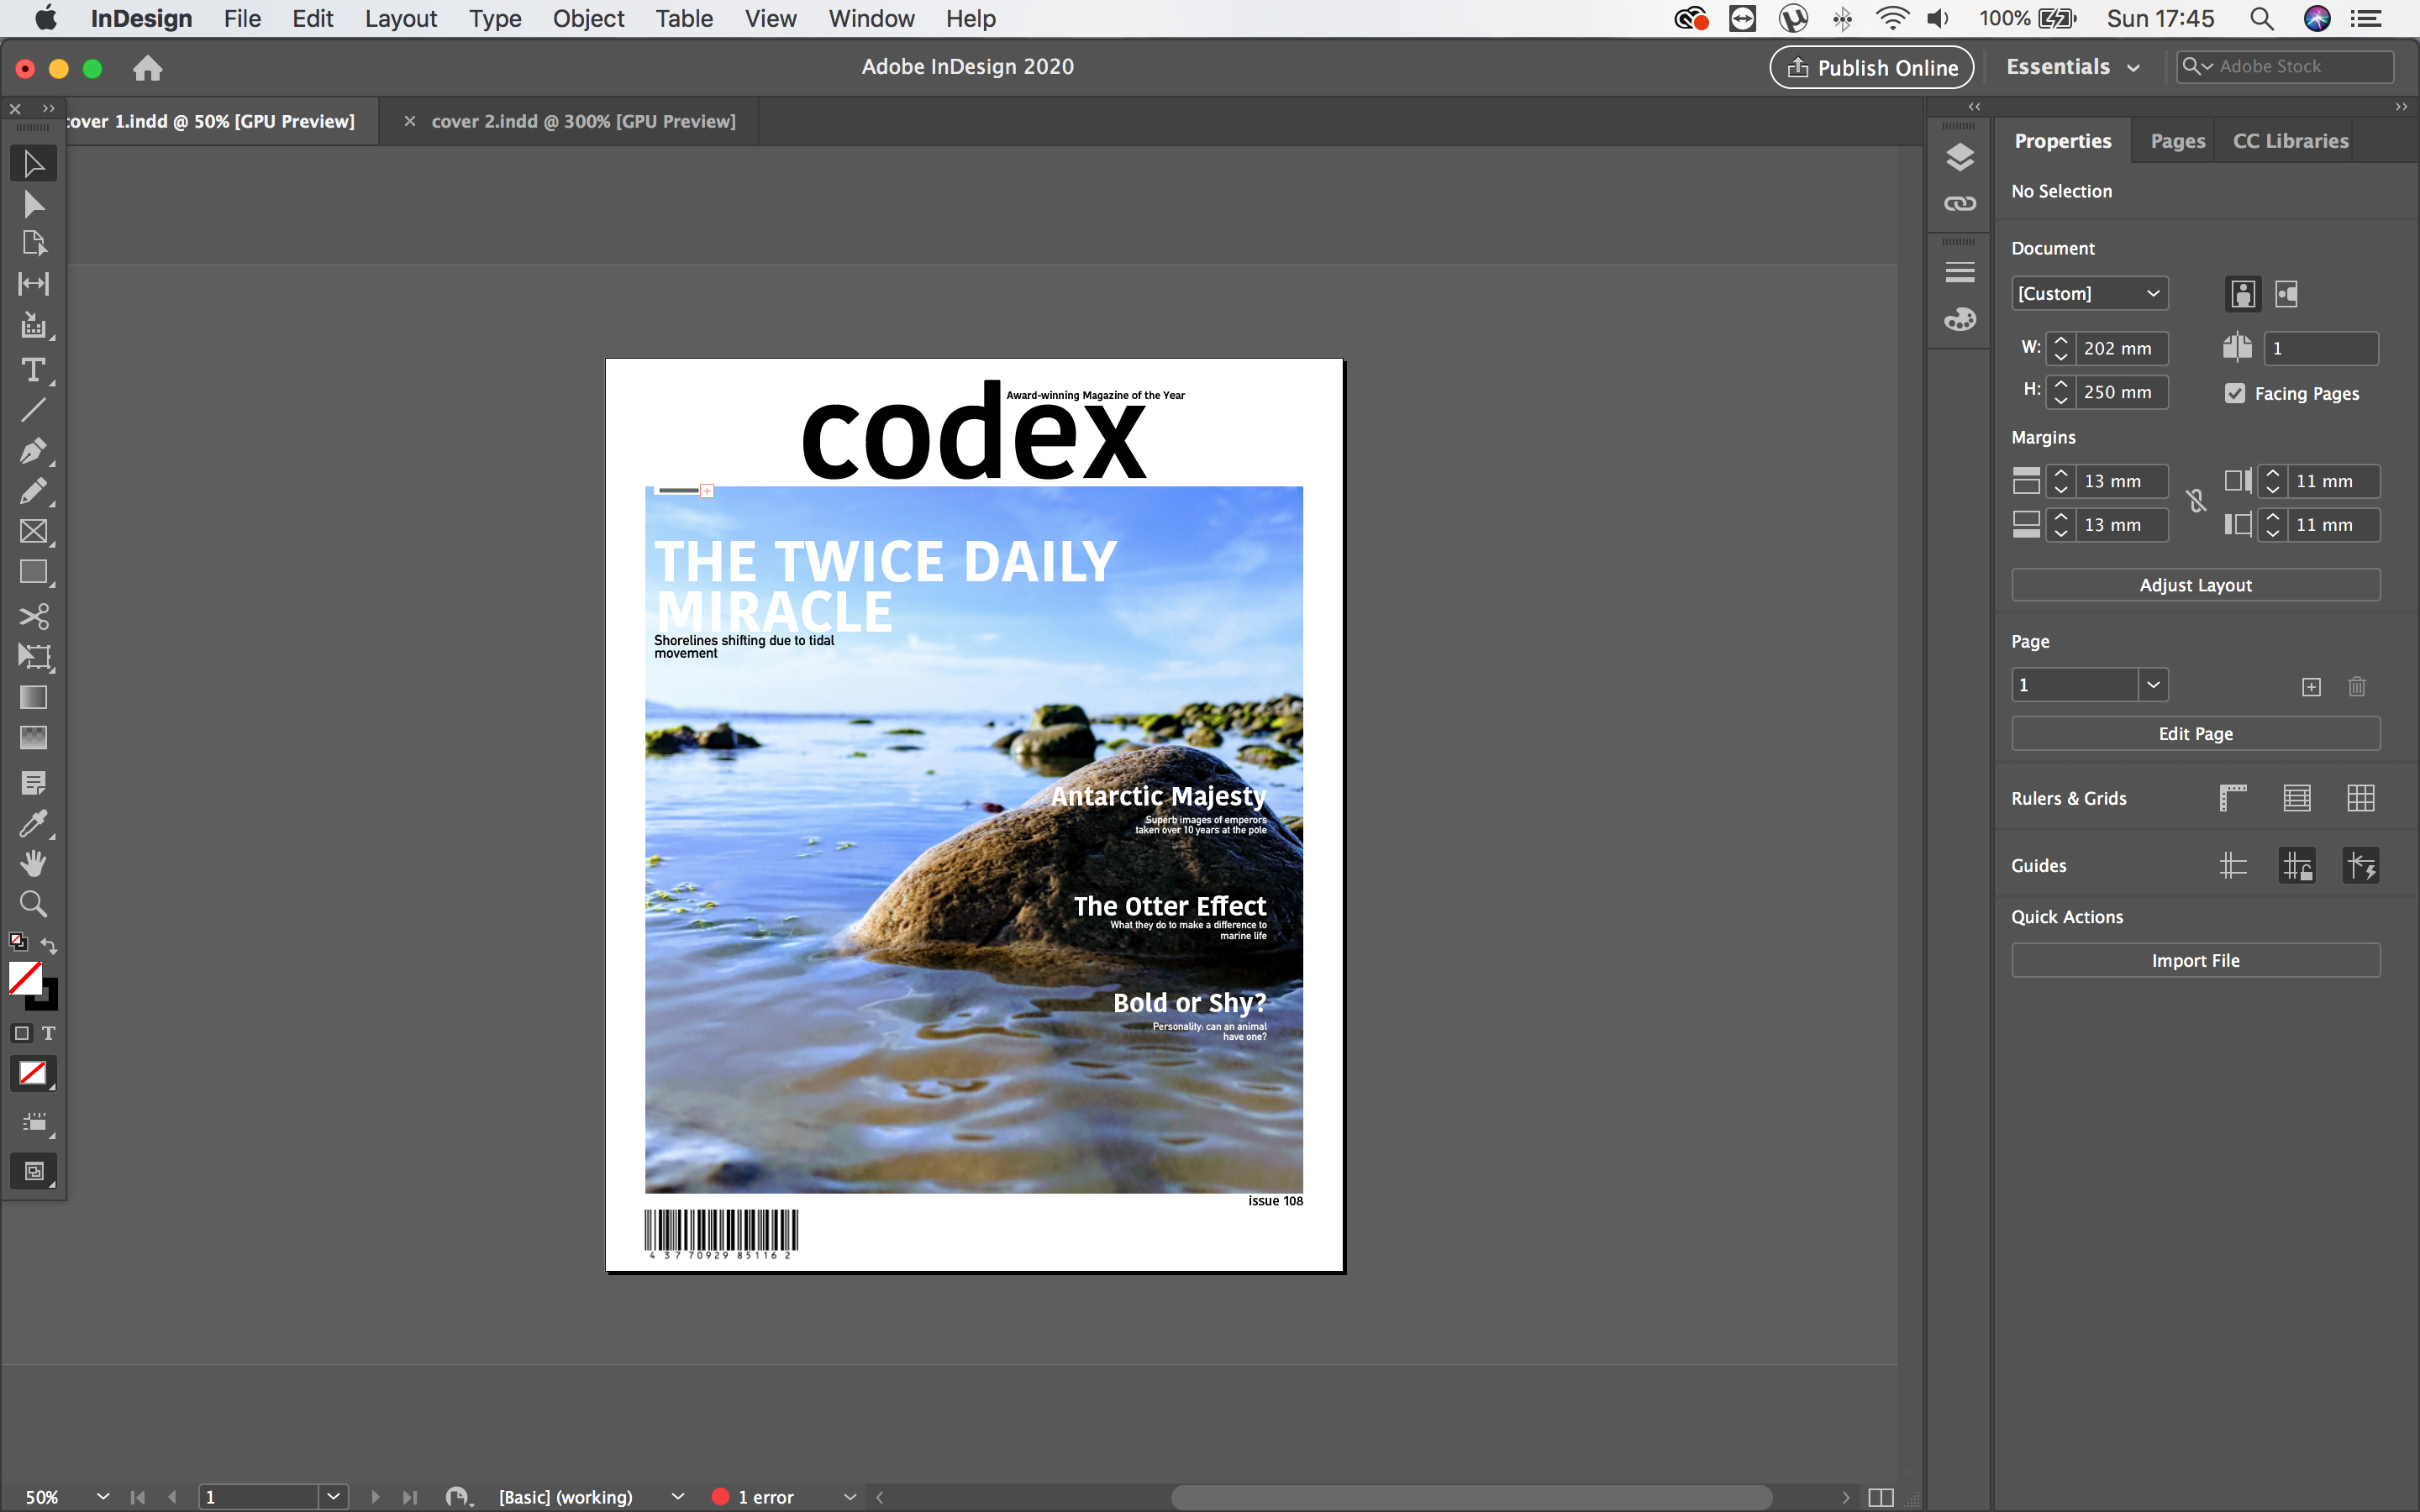 InDesign File Edit Layout Type Object Table View Window Help 100% Sun 17:45
Adobe InDesign 2020 Publish Online Essentials Adobe Stock
over 1.indd @ 50% [GPU Preview] × cover 2.indd @ 300% [GPU Preview]
Properties Pages CC Libraries
No Selection
Document
[Custom]
W: 202 mm 1
H: 250 mm Facing Pages
Margins
13 mm 11 mm
13 mm 11 mm
Adjust Layout
Page
1
Edit Page
Rulers & Grids
Guides
Quick Actions
Import File
Award-winning Magazine of the Year
codex
THE TWICE DAILY
MIRACLE
Shorelines shifting due to tidal
movement
Antarctic Majesty
Superb images of emperors
taken over 10 years at the pole
The Otter Effect
What they do to make a difference to
marine life
Bold or Shy?
Personality: can an animal
have one?
issue 108
4 377 70929 85116 2
50% 1 [Basic] (working) 1 error